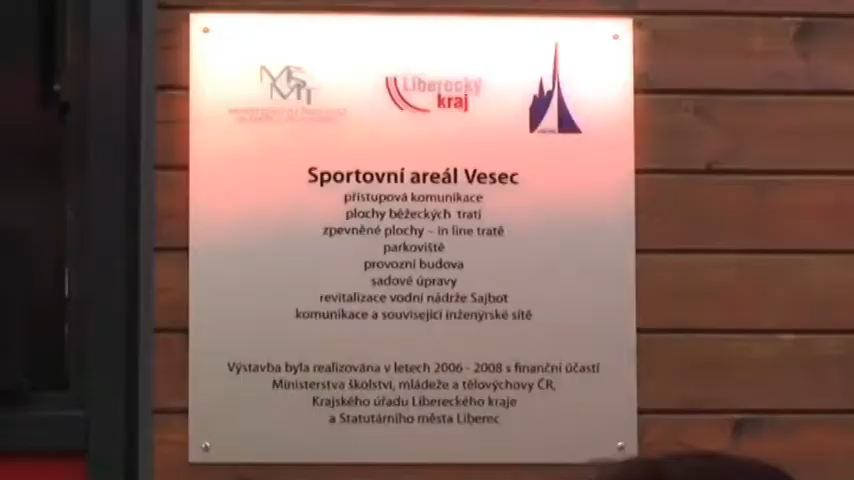 MŠMT
Liberecký
kraj
Sportovní areál Vesec
přístupová komunikace
plochy běžeckých tratí
zpevněné plochy – in line tratě
parkoviště
provozní budova
sadové úpravy
revitalizace vodní nádrže Sajbot
komunikace a související inženýrské sítě
Výstavba byla realizována v letech 2006 - 2008 s finanční účastí
Ministerstva školství, mládeže a tělovýchovy ČR,
Krajského úřadu Libereckého kraje
a Statutárního města Liberec